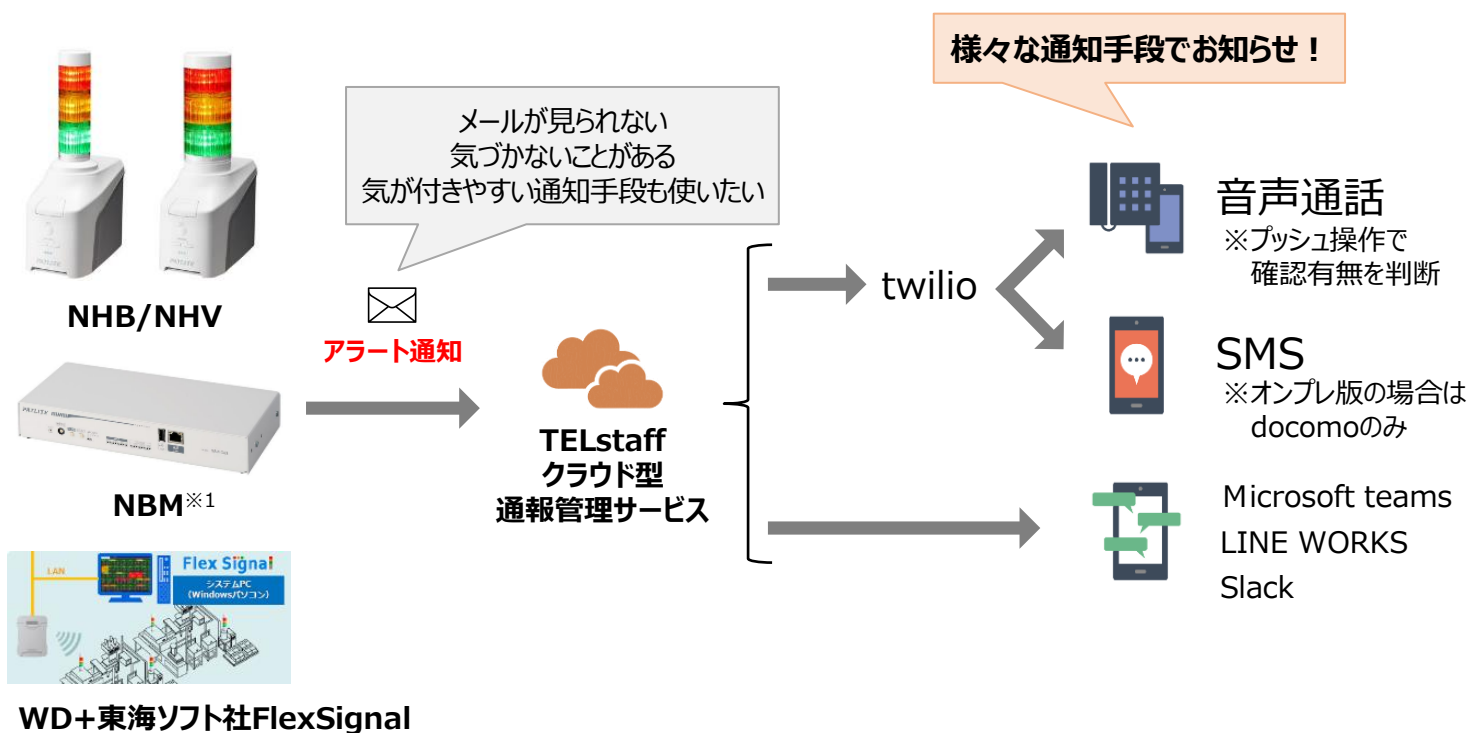 様々な通知手段でお知らせ！
メールが見られない
気づかないことがある
気が付きやすい通知手段も使いたい
NHB/NHV
アラート通知
NBM※1
TELstaff
クラウド型
通報管理サービス
twilio
音声通話
※プッシュ操作で
確認有無を判断
SMS
※オンプレ版の場合は
docomoのみ
Microsoft teams
LINE WORKS
Slack
LAN
Flex Signal
システムPC
(Windowsパソコン)
WD+東海ソフト社FlexSignal
PATLITE
PATLITE
PATLITE